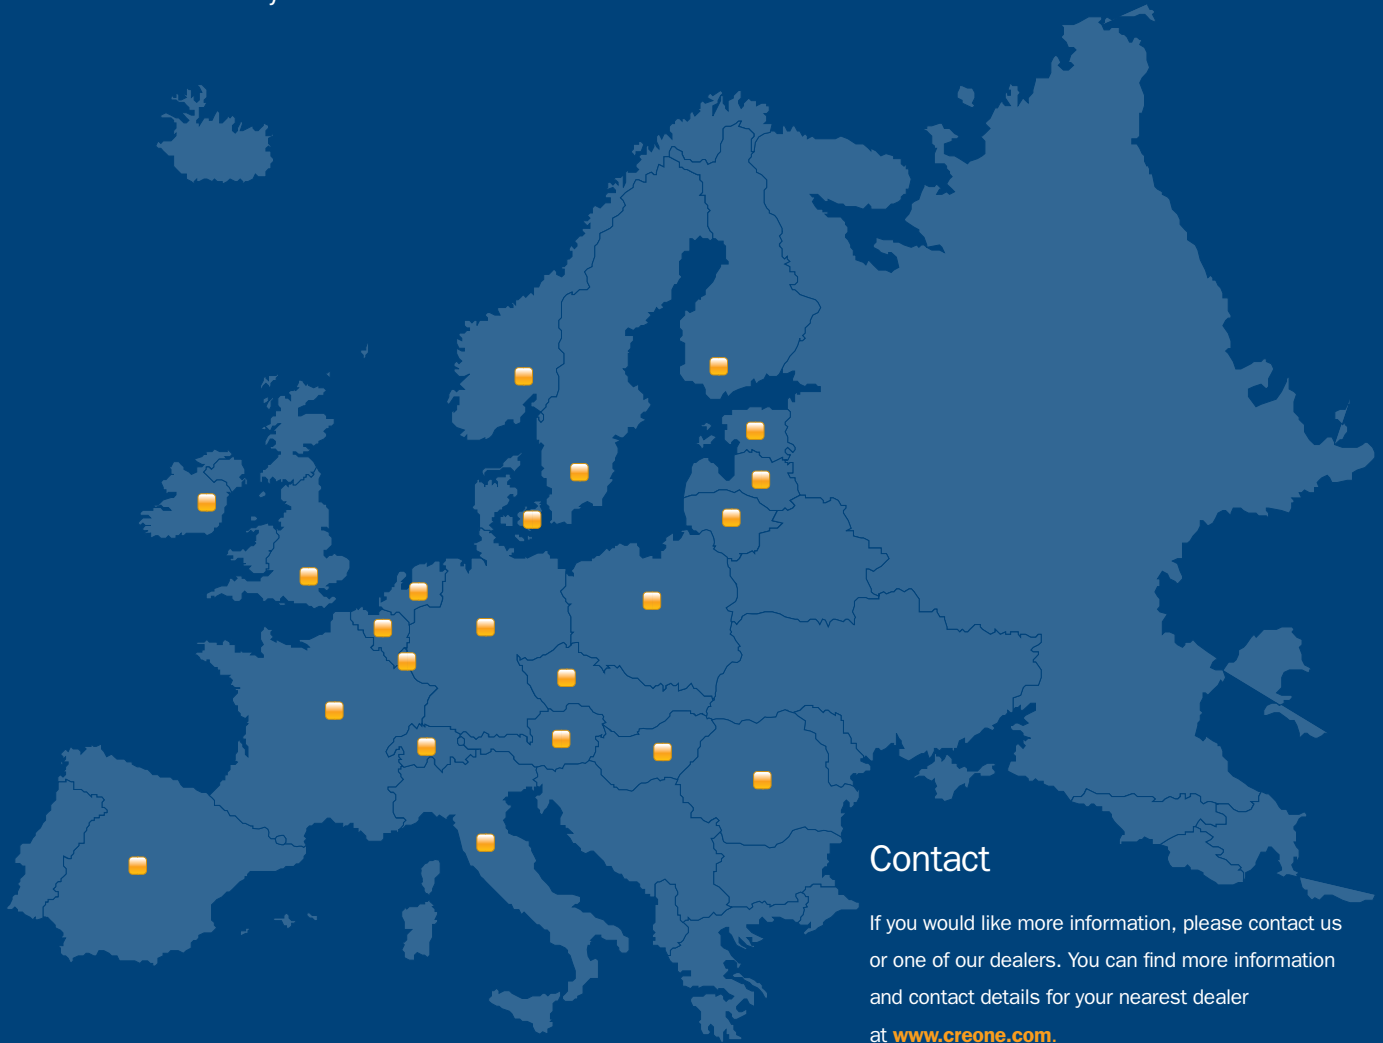 Contact
If you would like more information, please contact us
or one of our dealers. You can find more information
and contact details for your nearest dealer
at www.creone.com.